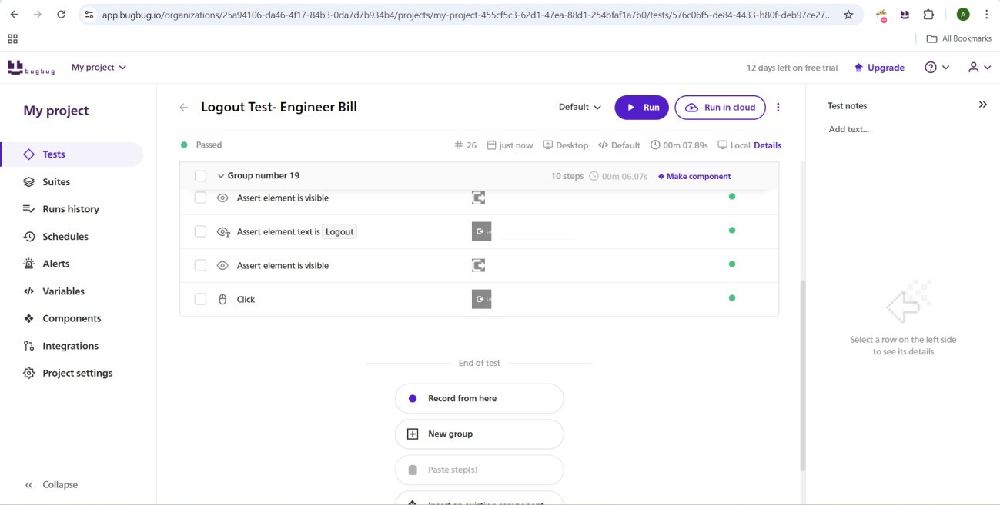 app.bugbug.io/organizations/25a94106-da46-4f17-84b3-0da7d7b934b4/projects/my-project-455cf5c3-62d1-47ea-88d1-254bfaf1a7b0/tests/576c06f5-de84-4433-b80f-deb97ce27...
A
All Bookmarks
bugbug
My project
12 days left on free trial
Upgrade
My project
Tests
Suites
Runs history
Schedules
Alerts
Variables
Components
Integrations
Project settings
Collapse
Logout Test- Engineer Bill
Default
Run
Run in cloud
Passed
# 26
just now
Desktop
Default
00m 07.89s
Local Details
Group number 19
10 steps
00m 06.07s
Make component
Assert element is visible
Assert element text is Logout
Assert element is visible
Click
End of test
Record from here
New group
Paste step(s)
Insert an existing component
Test notes
Add text...
Select a row on the left side
to see its details